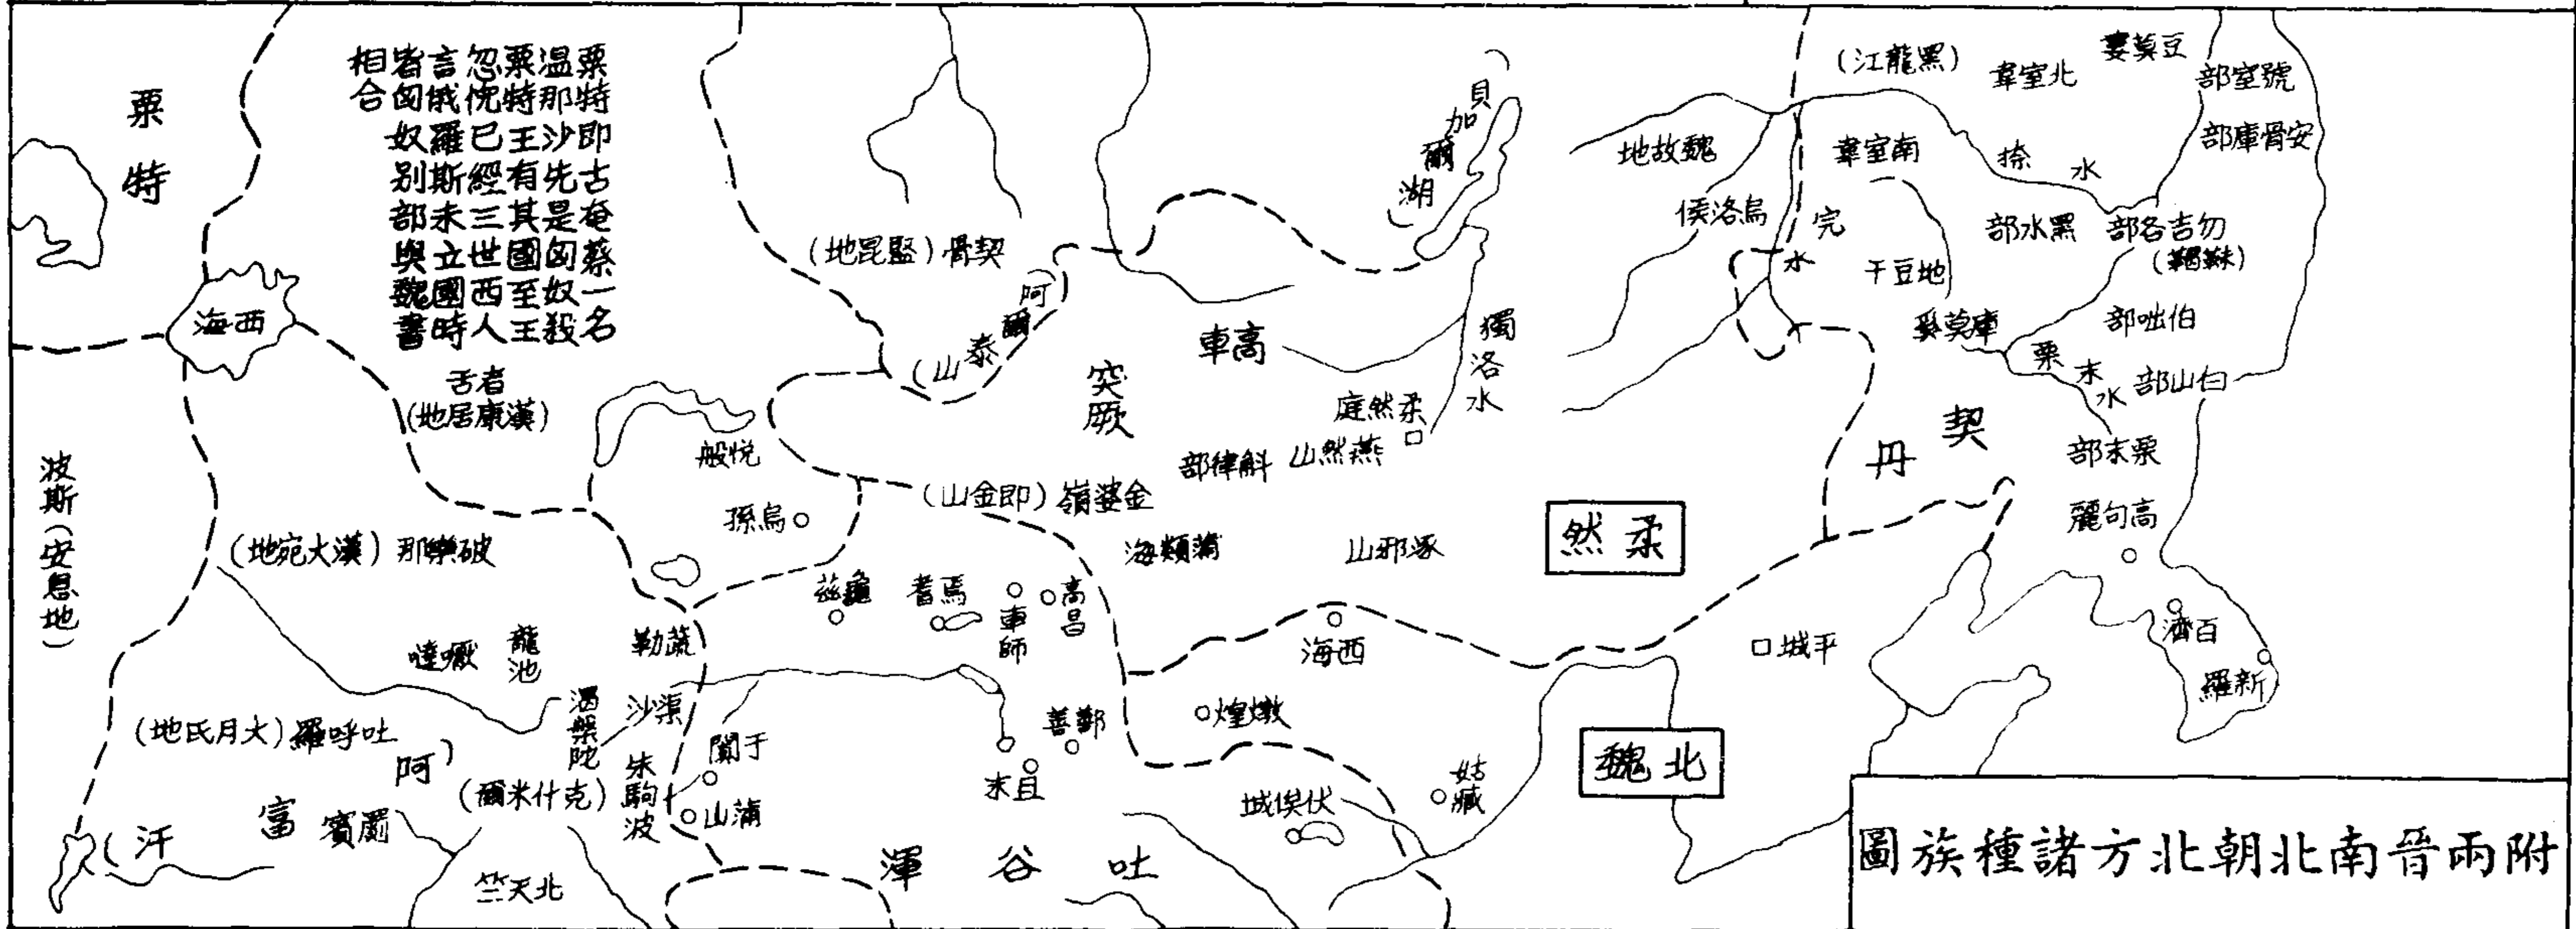 附兩晉南北朝北方諸種族圖
豆莫婁
號室部
安骨庫部
北室韋
(黑龍江)
南室韋
捺水
魏故地
烏洛侯
完水
地豆干
黑水部
勿吉各部
(靺鞨)
伯咄部
庫莫奚
粟末水
白山部
粟末部
契丹
高句麗
百濟
新羅
平城
柔然
北魏
(貝加爾湖)
獨洛水
高車
突厥
柔然庭
燕然山
斛律部
涿邪山
蒲類海
金婆嶺(即金山)
(阿爾泰山)
契骨(堅昆地)
西海
燉煌
姑臧
伏俟城
吐谷渾
高昌
車師
焉耆
龜茲
鄯善
且末
于闐
蒲山
烏孫
悦般
疏勒
渠沙
朱駒波
渴槃陀
(克什米爾)
北天竺
龍池
嚈噠
吐呼羅(大月氏地)
罽賓
(阿富汗)
破樂那(漢大宛地)
者舌
(漢康居地)
粟特即古奄蔡一名
温那沙先是匈奴殺
粟特王有其國至王
忽倪已經三世西人
言俄羅斯未立國時
皆匈奴別部與魏書
相合
粟特
西海
波斯(安息地)